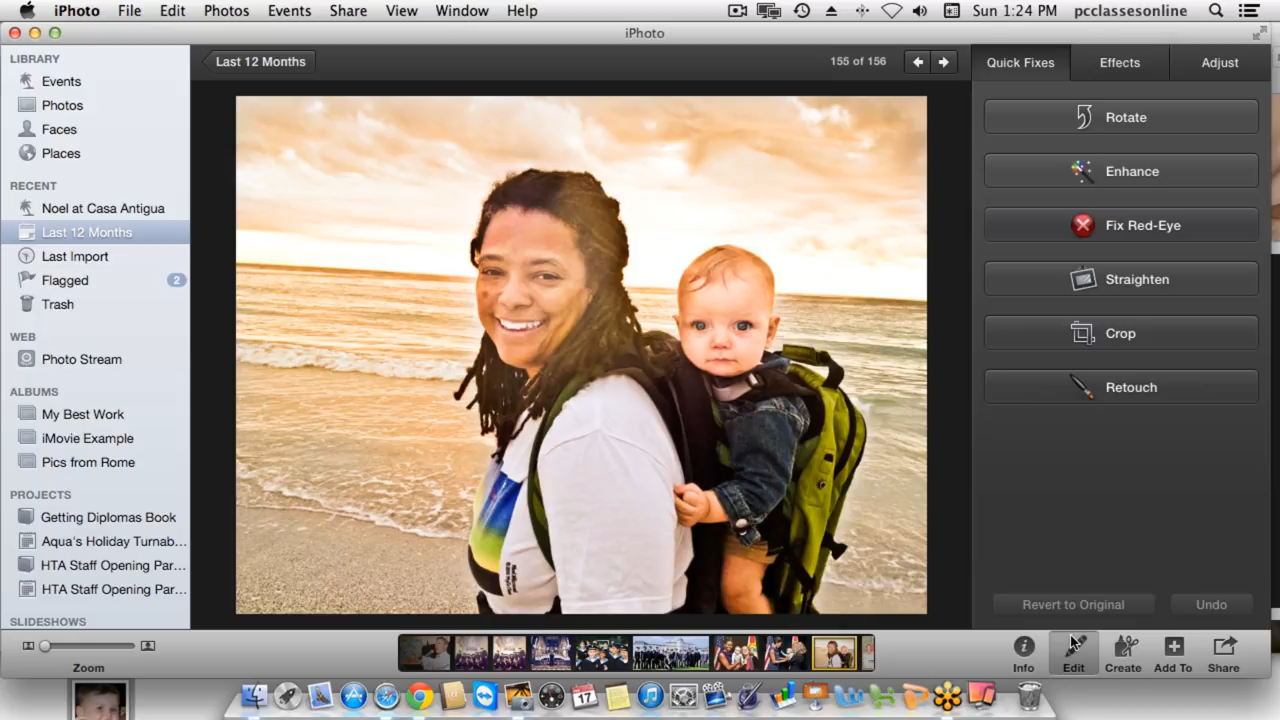 iPhoto File Edit Photos Events Share View Window Help Sun 1:24 PM pcclassesonline
iPhoto
LIBRARY
Events
Photos
Faces
Places
RECENT
Noel at Casa Antigua
Last 12 Months
Last Import
Flagged 2
Trash
WEB
Photo Stream
ALBUMS
My Best Work
iMovie Example
Pics from Rome
PROJECTS
Getting Diplomas Book
Aqua's Holiday Turnab...
HTA Staff Opening Par...
HTA Staff Opening Par...
SLIDESHOWS
Zoom
Last 12 Months
155 of 156
Quick Fixes Effects Adjust
Rotate
Enhance
Fix Red-Eye
Straighten
Crop
Retouch
Revert to Original Undo
Info Edit Create Add To Share
17